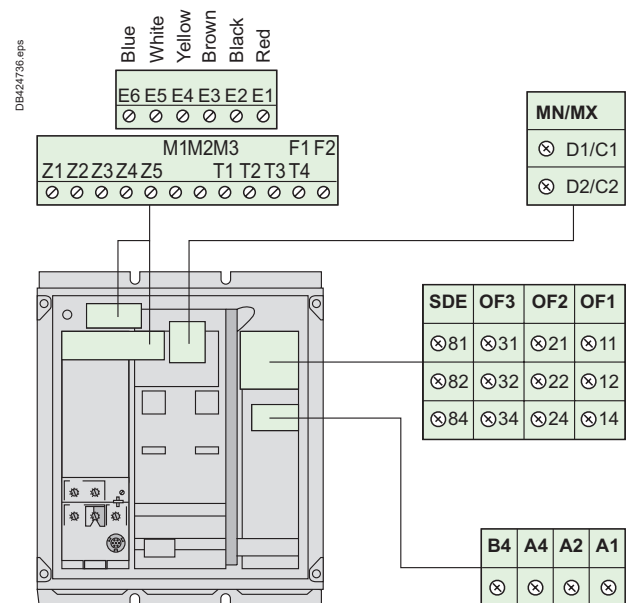 DB424736.eps
Blue
White
Yellow
Brown
Black
Red
E6 E5 E4 E3 E2 E1
M1M2M3 F1 F2
Z1 Z2 Z3 Z4 Z5 T1 T2 T3 T4
MN/MX
D1/C1
D2/C2
SDE OF3 OF2 OF1
81 31 21 11
82 32 22 12
84 34 24 14
B4 A4 A2 A1